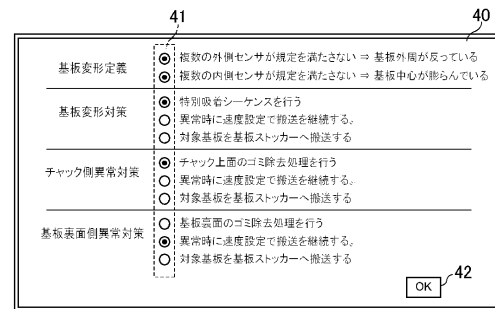 41
40
基板変形定義
複数の外側センサが規定を満たさない ⇒ 基板外周が反っている
複数の内側センサが規定を満たさない ⇒ 基板中心が膨らんでいる
基板変形対策
特別吸着シーケンスを行う
異常時に速度設定で搬送を継続する。
対象基板を基板ストッカーへ搬送する
チャック側異常対策
チャック上面のゴミ除去処理を行う
異常時に速度設定で搬送を継続する。
対象基板を基板ストッカーへ搬送する
基板裏面側異常対策
基板裏面のゴミ除去処理を行う
異常時に速度設定で搬送を継続する。
対象基板を基板ストッカーへ搬送する
OK
42